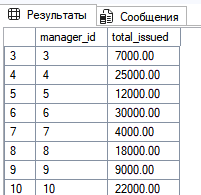 Результаты Сообщения
manager_id total_issued
3 3 7000.00
4 4 25000.00
5 5 12000.00
6 6 30000.00
7 7 4000.00
8 8 18000.00
9 9 9000.00
10 10 22000.00